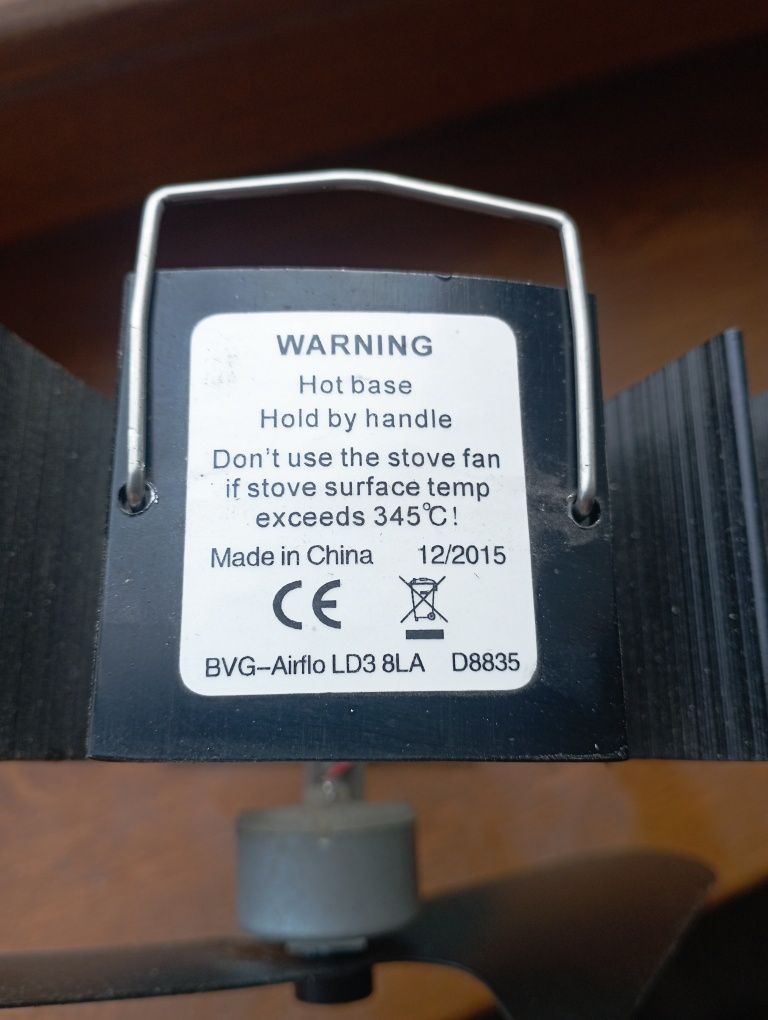 WARNING
Hot base
Hold by handle
Don't use the stove fan
if stove surface temp
exceeds 345℃!
Made in China 12/2015
CE
BVG-Airflo LD3 8LA D8835